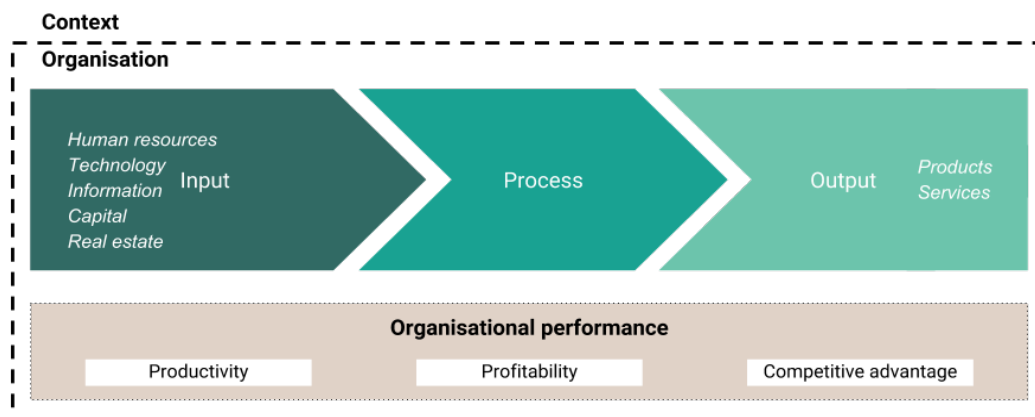 Context
Organisation
Human resources
Technology
Information
Capital
Real estate
Input
Process
Output
Products
Services
Organisational performance
Productivity
Profitability
Competitive advantage